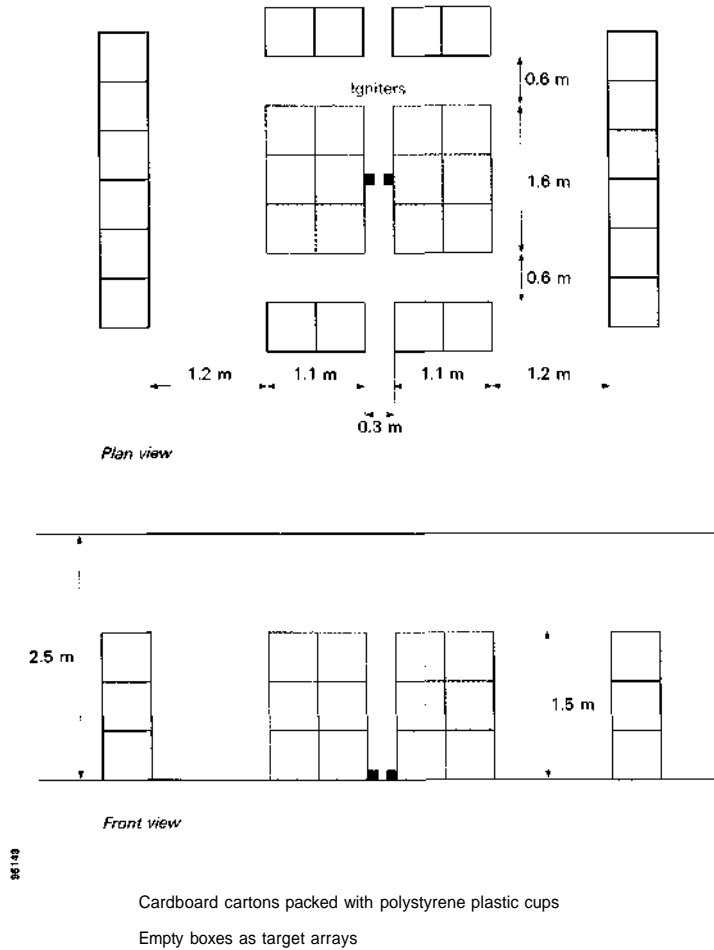 Igniters
0.6 m
1.6 m
0.6 m
1.2 m 1.1 m 1.1 m 1.2 m
0.3 m
Plan view
2.5 m
1.5 m
Front view
96149
Cardboard cartons packed with polystyrene plastic cups
Empty boxes as target arrays